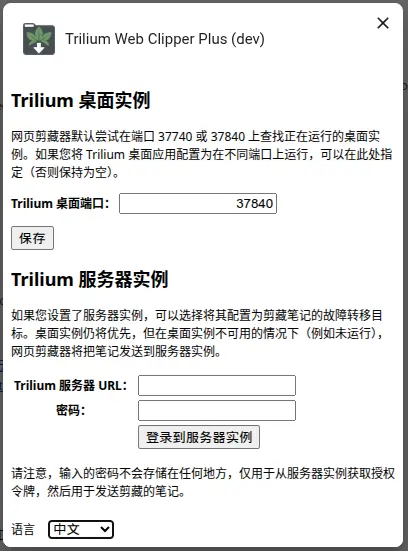 Trilium Web Clipper Plus (dev)
Trilium 桌面实例
网页剪藏器默认尝试在端口 37740 或 37840 上查找正在运行的桌面实
例。如果您将 Trilium 桌面应用配置为在不同端口上运行，可以在此处指
定（否则保持为空）。
Trilium 桌面端口： 37840
保存
Trilium 服务器实例
如果您设置了服务器实例，可以选择将其配置为剪藏笔记的故障转移目
标。桌面实例仍将优先，但在桌面实例不可用的情况下（例如未运行），
网页剪藏器将把笔记发送到服务器实例。
Trilium 服务器 URL：
密码：
登录到服务器实例
请注意，输入的密码不会存储在任何地方，仅用于从服务器实例获取授权
令牌，然后用于发送剪藏的笔记。
语言 中文